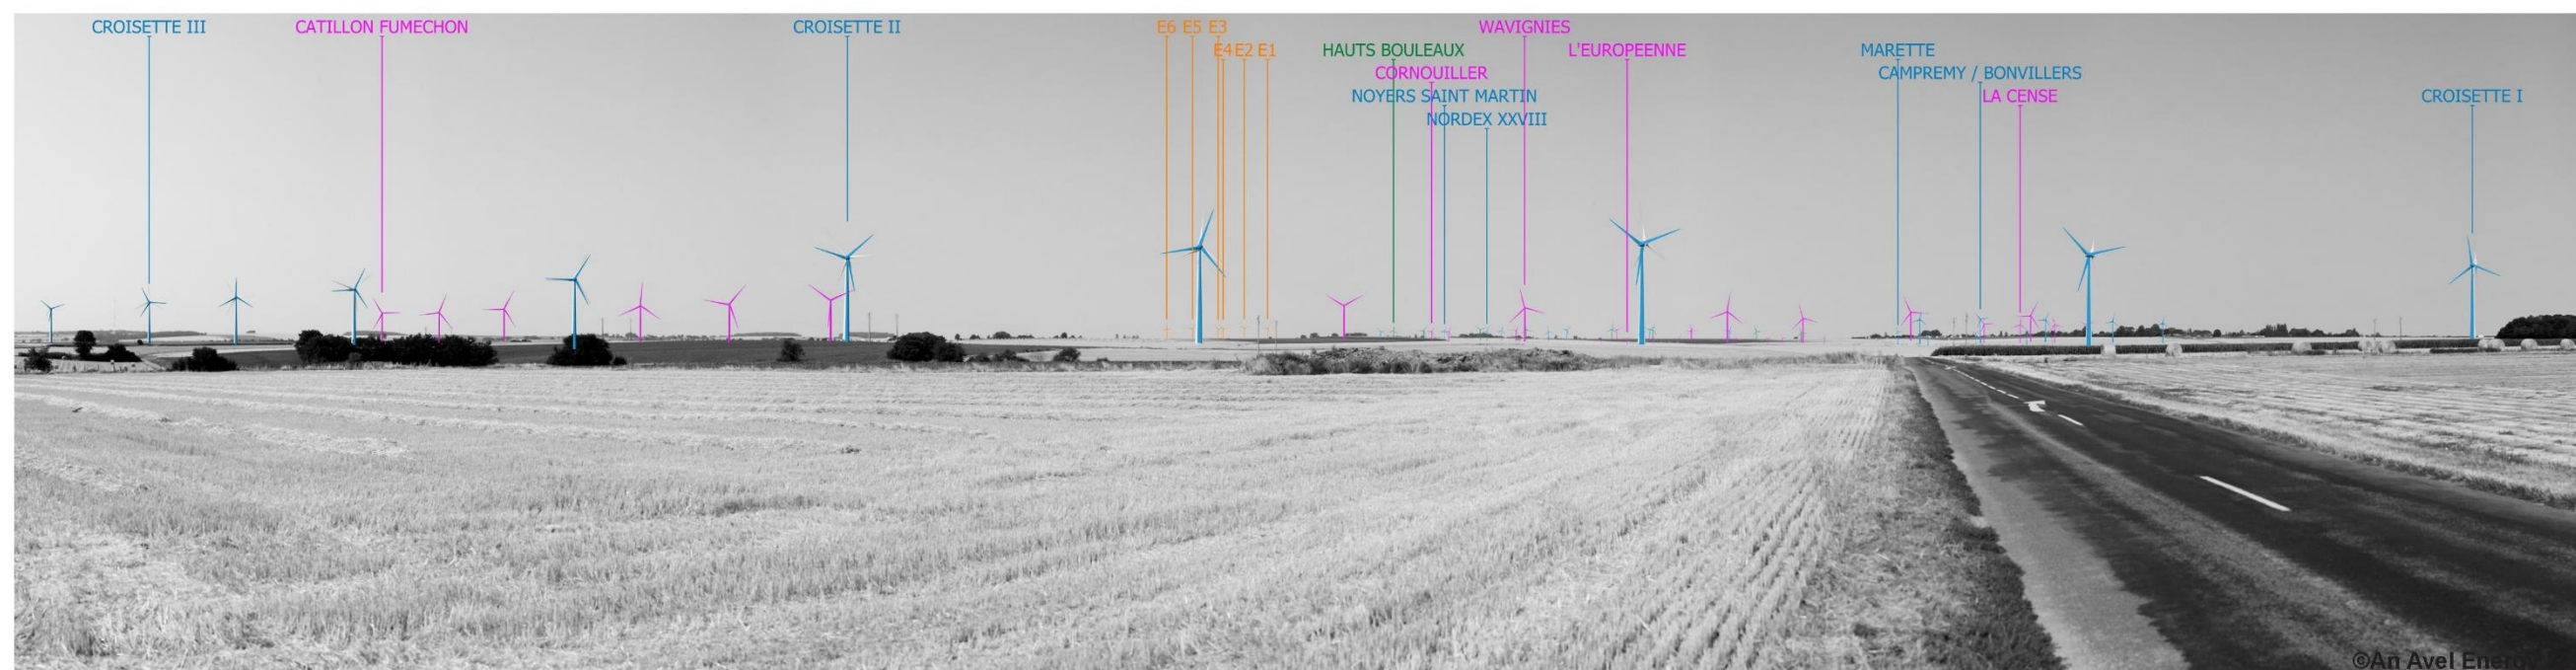 CROISETTE III
CATILLON FUMECHON
CROISETTE II
E6 E5 E3
WAVIGNIES
E4 E2 E1
HAUTS BOULEAUX
L'EUROPEENNE
MARETTE
CORNOUILLER
CAMPREMY / BONVILLERS
NOYERS SAINT MARTIN
LA CENSE
CROISETTE I
NORDEX XXVIII
©An Avel